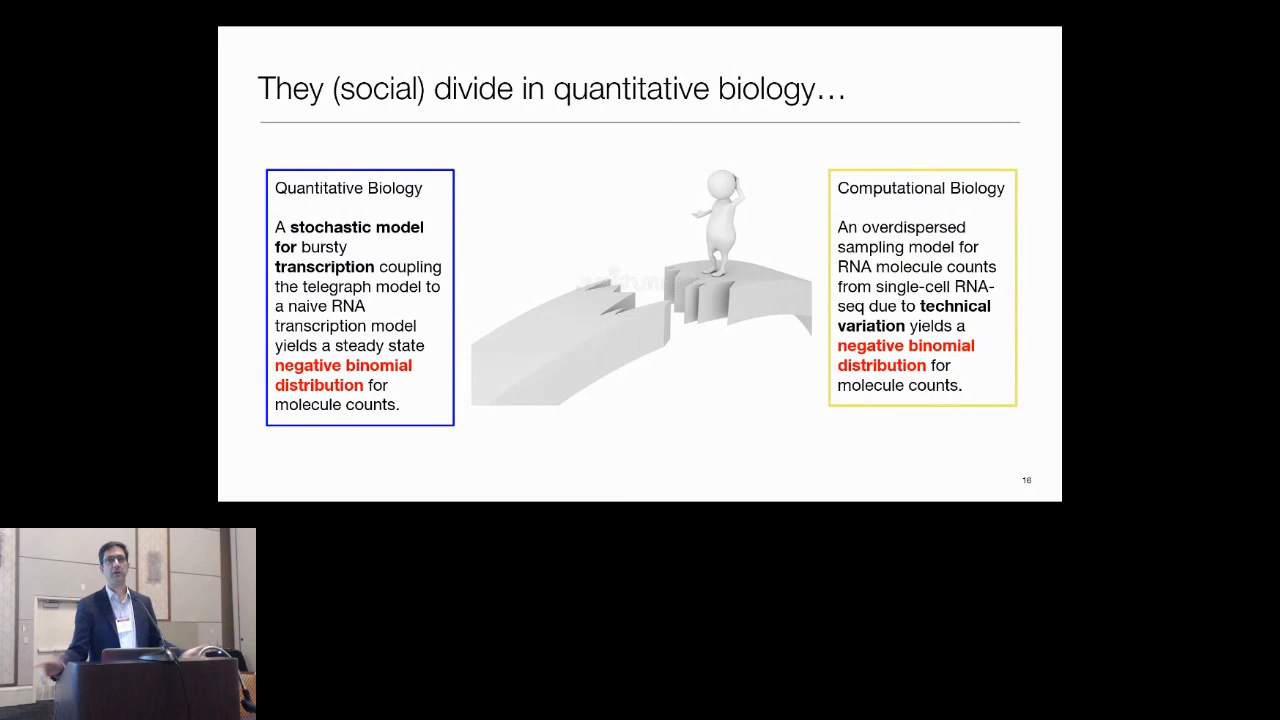 They (social) divide in quantitative biology…
Quantitative Biology
A stochastic model
for bursty
transcription coupling
the telegraph model to
a naive RNA
transcription model
yields a steady state
negative binomial
distribution for
molecule counts.
Computational Biology
An overdispersed
sampling model for
RNA molecule counts
from single-cell RNA-
seq due to technical
variation yields a
negative binomial
distribution for
molecule counts.
16